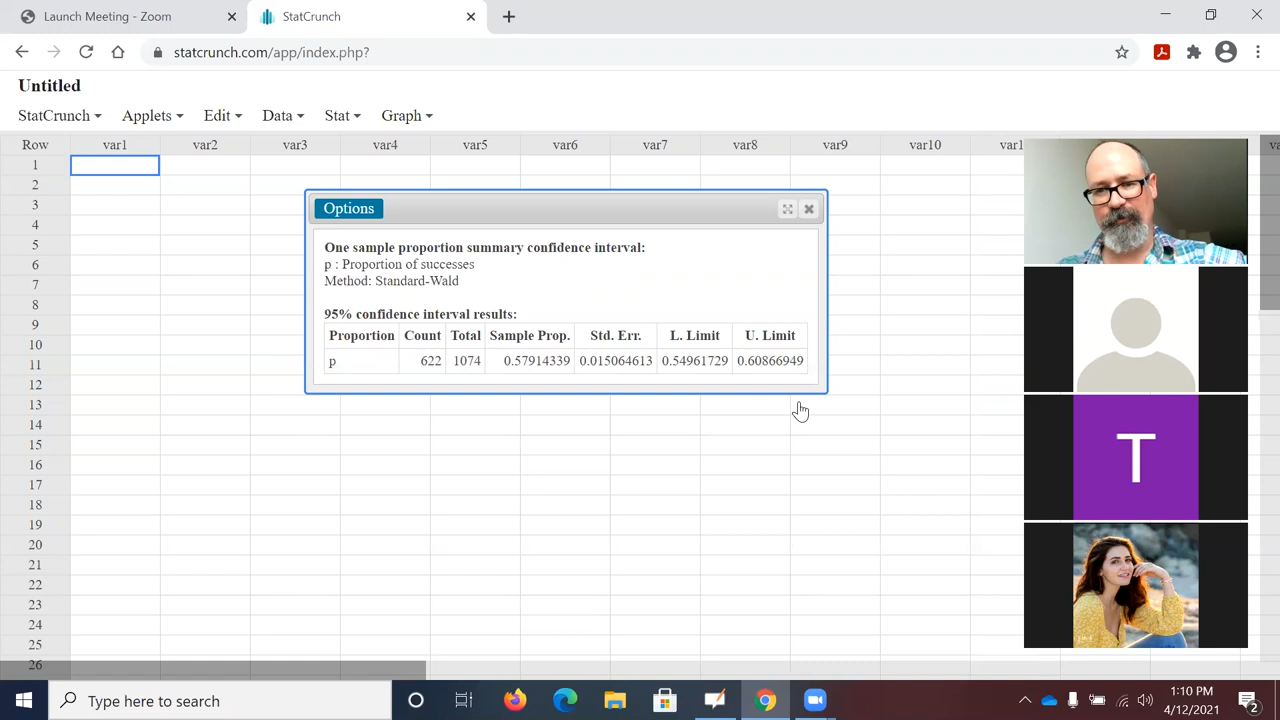 Launch Meeting - Zoom
StatCrunch
statcrunch.com/app/index.php?
Untitled
StatCrunch Applets Edit Data Stat Graph
Row var1 var2 var3 var4 var5 var6 var7 var8 var9 var10 var1 va
1
2
3
4
5
6
7
8
9
10
11
12
13
14
15
16
17
18
19
20
21
22
23
24
25
26
Options
One sample proportion summary confidence interval:
p : Proportion of successes
Method: Standard-Wald
95% confidence interval results:
Proportion Count Total Sample Prop. Std. Err. L. Limit U. Limit
p 622 1074 0.57914339 0.015064613 0.54961729 0.60866949
T
Type here to search
1:10 PM
4/12/2021
2